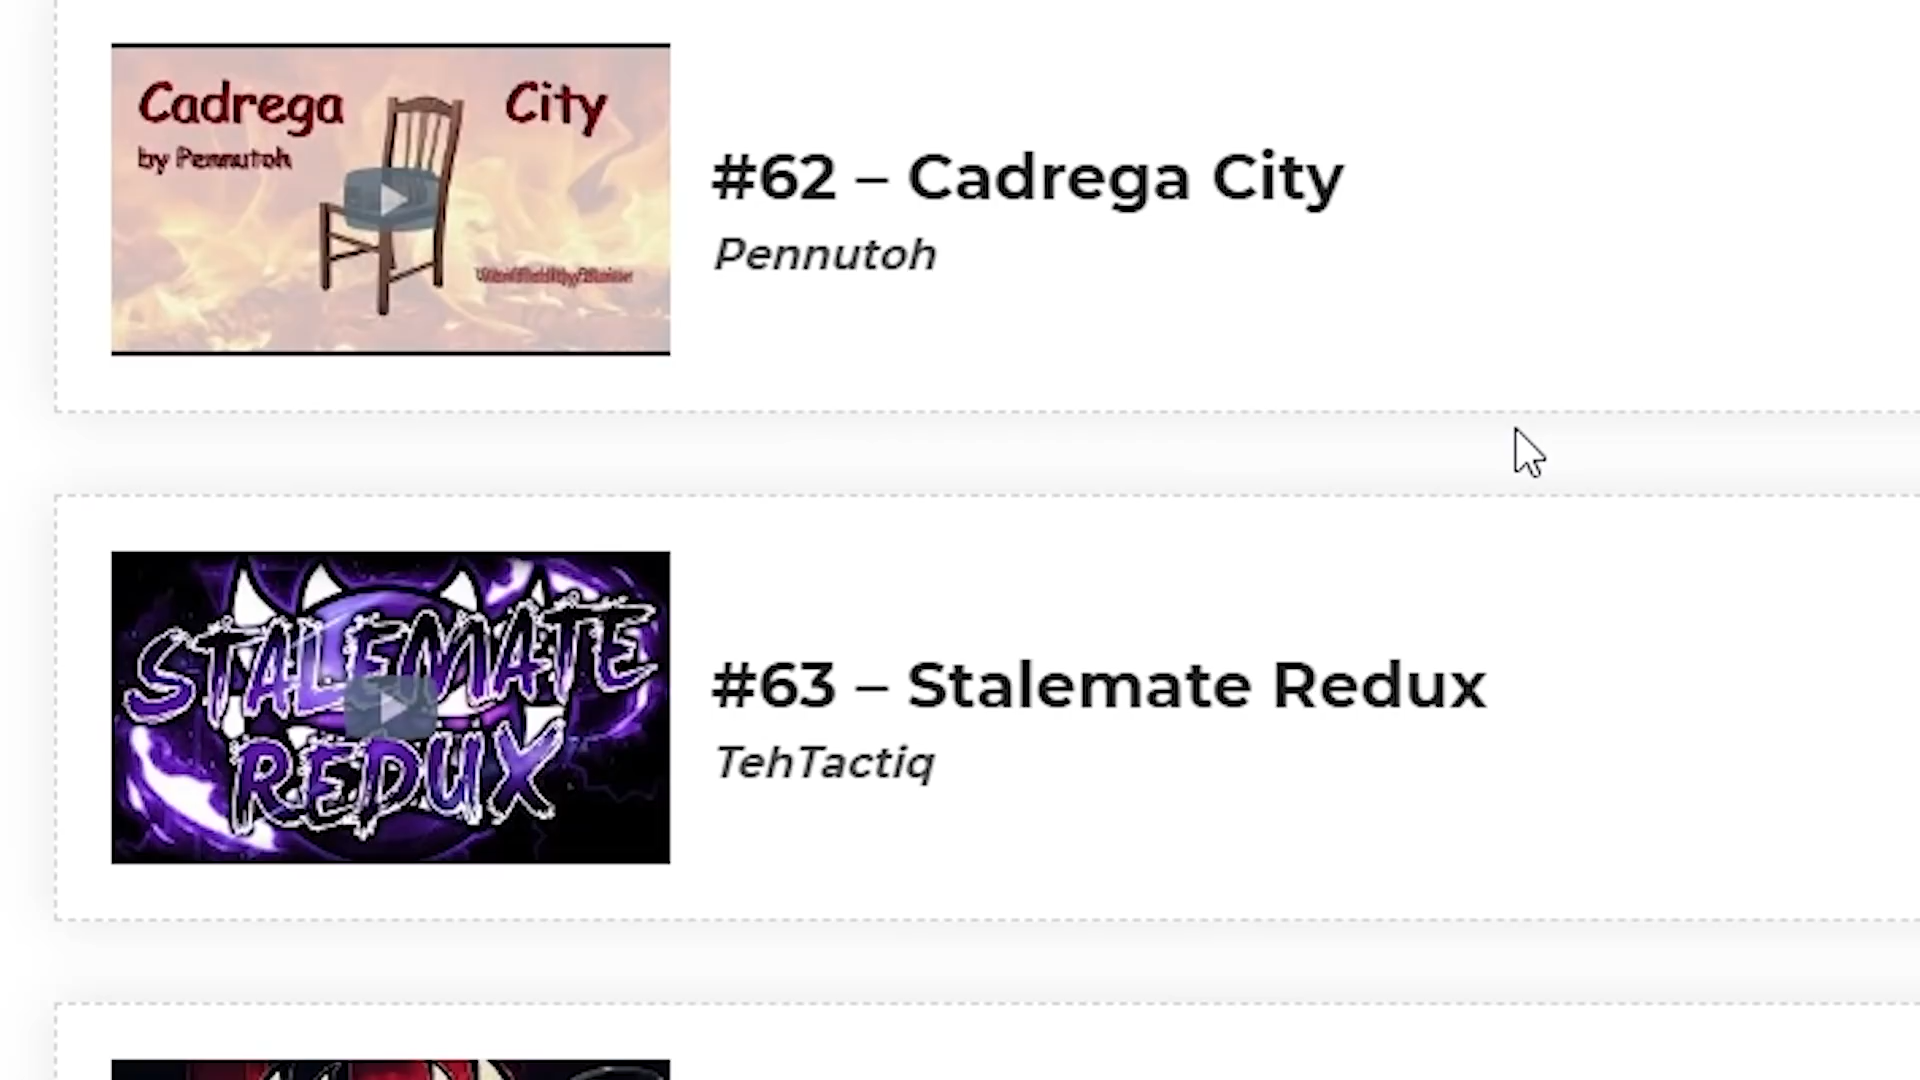 Cadrega City
by Pennutoh
#62 – Cadrega City
Pennutoh
STALEMATE
REDUX
#63 – Stalemate Redux
TehTactiq